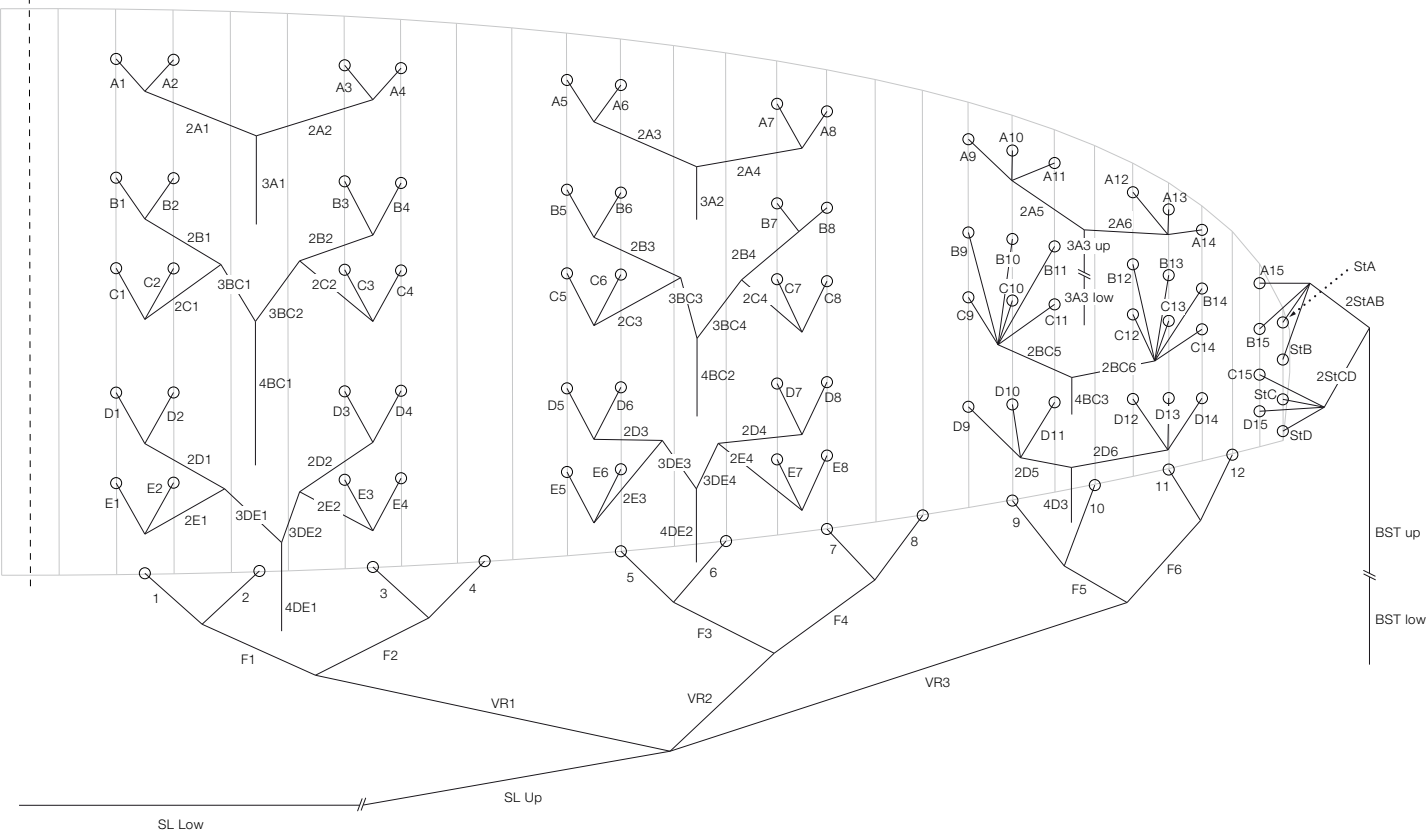 A1
A2
A3
A4
2A1
2A2
3A1
B1
B2
B3
B4
2B1
2B2
C1
C2
2C1
3BC1
3BC2
2C2
C3
C4
4BC1
D1
D2
D3
D4
2D1
2D2
E1
E2
2E1
3DE1
3DE2
2E2
E3
E4
4DE1
1
2
3
4
F1
F2
A5
A6
A7
A8
2A3
2A4
3A2
B5
B6
B7
B8
2B3
2B4
C5
C6
2C3
3BC3
3BC4
2C4
C7
C8
4BC2
D5
D6
D7
D8
2D3
2D4
E5
E6
2E3
3DE3
3DE4
2E4
E7
E8
4DE2
5
6
7
8
F3
F4
A9
A10
A11
A12
A13
A14
2A5
2A6
3A3 up
3A3 low
B9
B10
B11
B12
B13
B14
C9
C10
C11
C12
C13
C14
2BC5
2BC6
4BC3
D9
D10
D11
D12
D13
D14
2D5
2D6
4D3
9
10
11
12
F5
F6
A15
StA
2StAB
B15
StB
C15
StC
2StCD
D15
StD
BST up
BST low
VR1
VR2
VR3
SL Up
SL Low